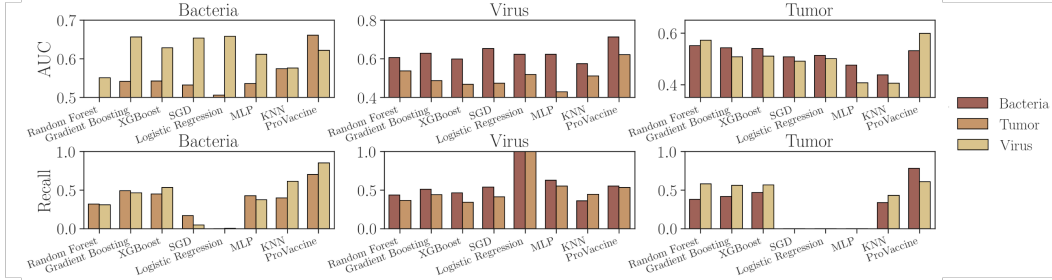 Bacteria
Virus
Tumor
AUC
0.7
0.6
0.5
0.8
0.6
0.4
0.6
0.4
Random Forest
Gradient Boosting
XGBoost
SGD
Logistic Regression
MLP
KNN
ProVaccine
Random Forest
Gradient Boosting
XGBoost
SGD
Logistic Regression
MLP
KNN
ProVaccine
Random Forest
Gradient Boosting
XGBoost
SGD
Logistic Regression
MLP
KNN
ProVaccine
Bacteria
Tumor
Virus
Bacteria
Virus
Tumor
Recall
1.0
0.5
0.0
1.0
0.5
0.0
1.0
0.5
0.0
Random Forest
Gradient Boosting
XGBoost
SGD
Logistic Regression
MLP
KNN
ProVaccine
Random Forest
Gradient Boosting
XGBoost
SGD
Logistic Regression
MLP
KNN
ProVaccine
Random Forest
Gradient Boosting
XGBoost
SGD
Logistic Regression
MLP
KNN
ProVaccine